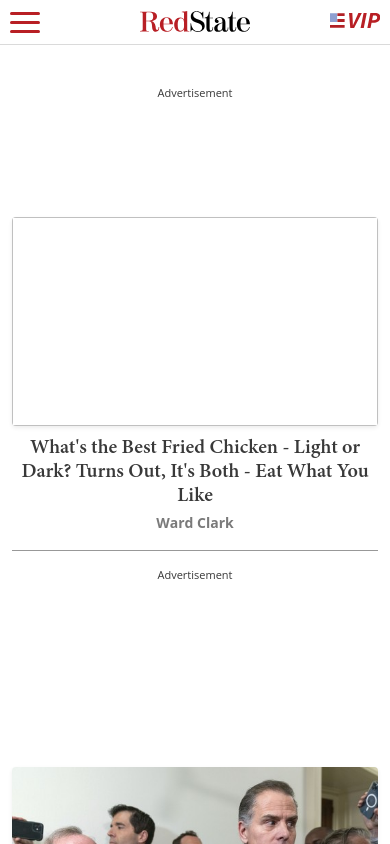 RedState
VIP
Advertisement
What's the Best Fried Chicken - Light or
Dark? Turns Out, It's Both - Eat What You
Like
Ward Clark
Advertisement